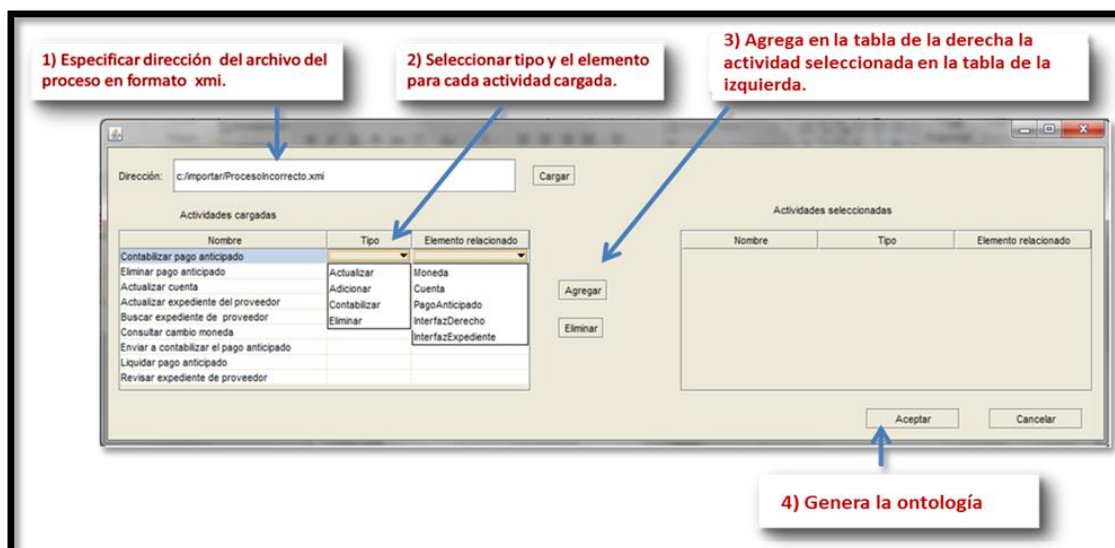 1) Especificar dirección del archivo del
proceso en formato xmi.
2) Seleccionar tipo y el elemento
para cada actividad cargada.
3) Agrega en la tabla de la derecha la
actividad seleccionada en la tabla de la
izquierda.
Dirección:
c:/importar/ProcesoIncorrecto.xmi
Cargar
Actividades cargadas
Nombre
Tipo
Elemento relacionado
Contabilizar pago anticipado
Eliminar pago anticipado
Actualizar cuenta
Actualizar expediente del proveedor
Buscar expediente de proveedor
Consultar cambio moneda
Enviar a contabilizar el pago anticipado
Liquidar pago anticipado
Revisar expediente de proveedor
Actualizar
Adicionar
Contabilizar
Eliminar
Moneda
Cuenta
PagoAnticipado
InterfazDerecho
InterfazExpediente
Agregar
Eliminar
Actividades seleccionadas
Nombre
Tipo
Elemento relacionado
Aceptar
Cancelar
4) Genera la ontología